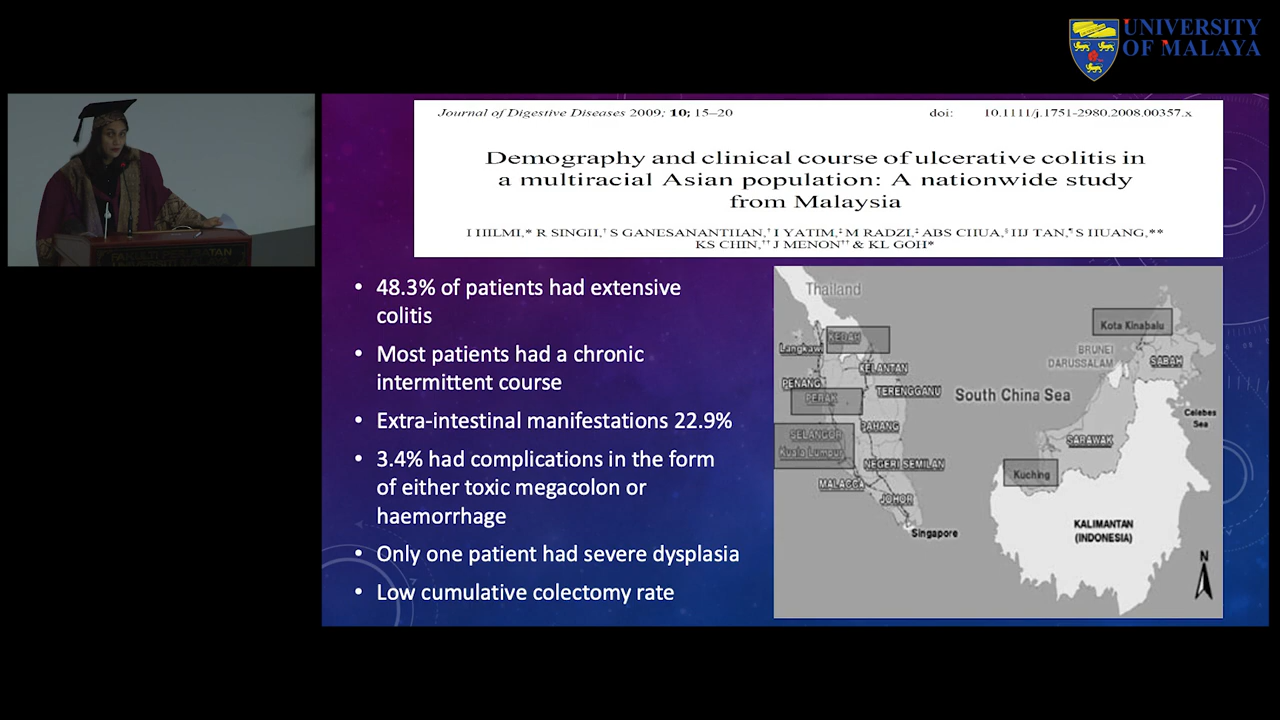 UNIVERSITY
OF MALAYA
Journal of Digestive Diseases 2009; 10; 15–20
doi: 10.1111/j.1751-2980.2008.00357.x
Demography and clinical course of ulcerative colitis in
a multiracial Asian population: A nationwide study
from Malaysia
I HILMI,* R SINGH,† S GANESANANTHAN,† I YATIM,‡ M RADZI,‡ ABS CHUA,§ HJ TAN,¶ S HUANG,**
KS CHIN,†† J MENON†† & KL GOH*
• 48.3% of patients had extensive
colitis
• Most patients had a chronic
intermittent course
• Extra-intestinal manifestations 22.9%
• 3.4% had complications in the form
of either toxic megacolon or
haemorrhage
• Only one patient had severe dysplasia
• Low cumulative colectomy rate
Thailand
Langkawi
KEDAH
KELANTAN
PENANG
PERAK
TERENGGANU
PAHANG
SELANGOR
Kuala Lumpur
NEGERI SEMILAN
MALACCA
JOHOR
Singapore
South China Sea
Kota Kinabalu
BRUNEI
DARUSSALAM
SABAH
Celebes
Sea
SARAWAK
Kuching
KALIMANTAN
(INDONESIA)
N